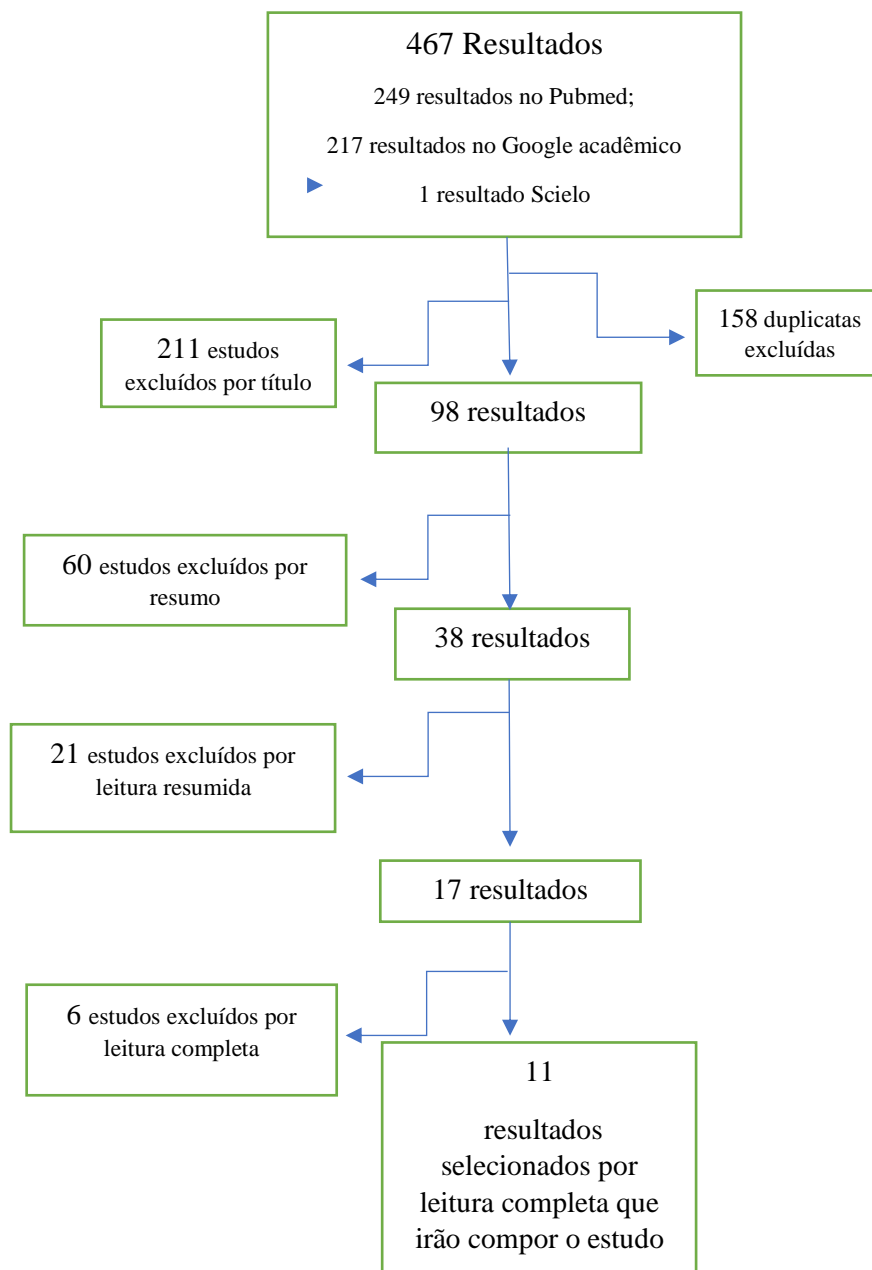 467 Resultados
249 resultados no Pubmed;
217 resultados no Google acadêmico
1 resultado Scielo
158 duplicatas
excluídas
211 estudos
excluídos por título
98 resultados
60 estudos excluídos por
resumo
38 resultados
21 estudos excluídos por
leitura resumida
17 resultados
6 estudos excluídos por
leitura completa
11
resultados
selecionados por
leitura completa que
irão compor o estudo